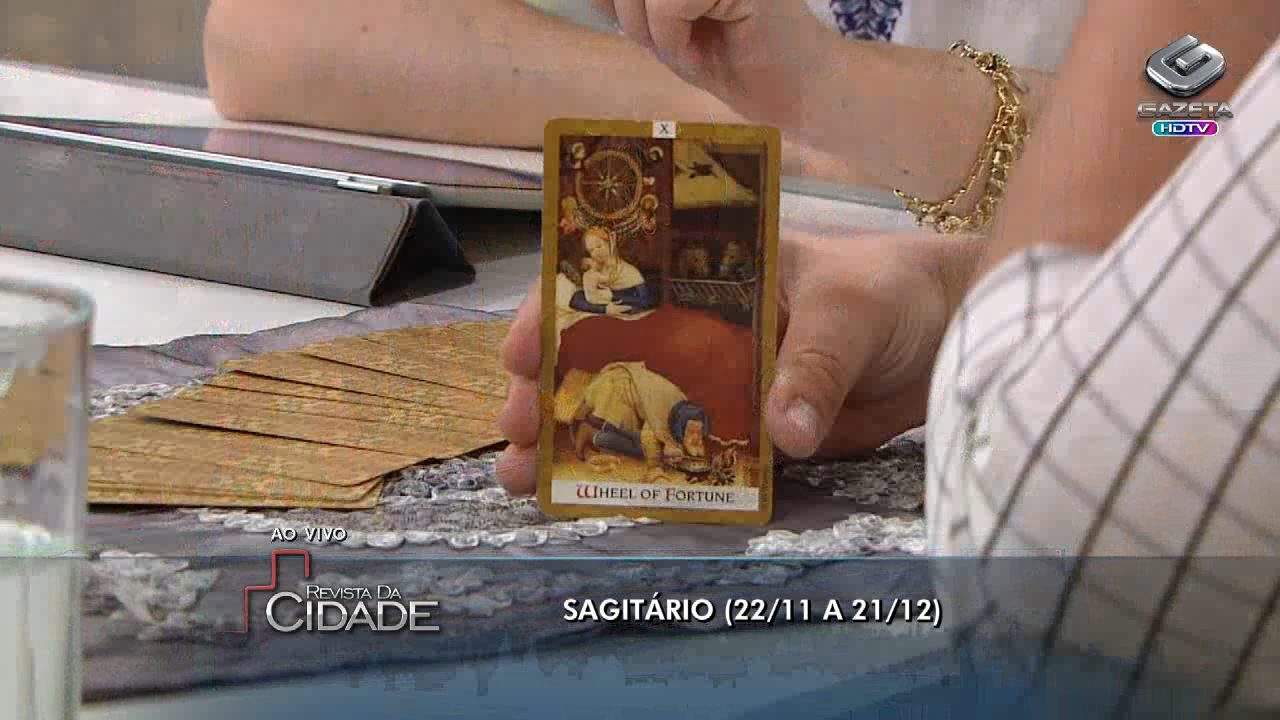 GAZETA
HDTV
X
WHEEL OF FORTUNE
AO VIVO
REVISTA DA
CIDADE
SAGITÁRIO (22/11 A 21/12)